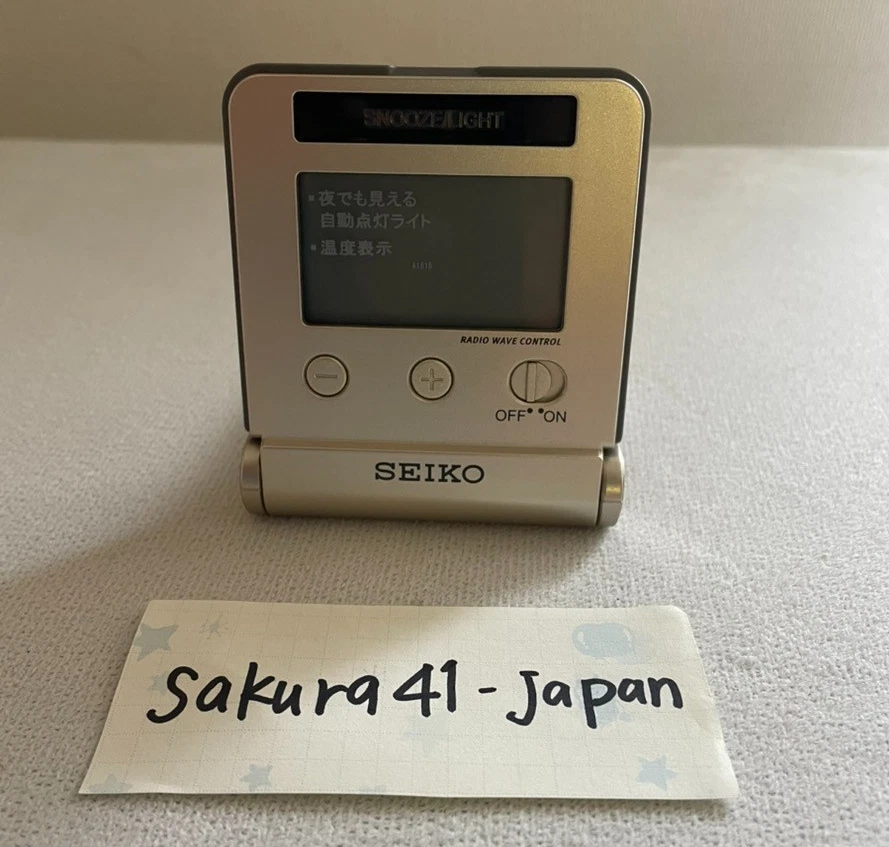 SNOOZE/LIGHT
▪夜でも見える
自動点灯ライト
▪温度表示
RADIO WAVE CONTROL
− +
OFF ON
SEIKO
Sakura41-Japan